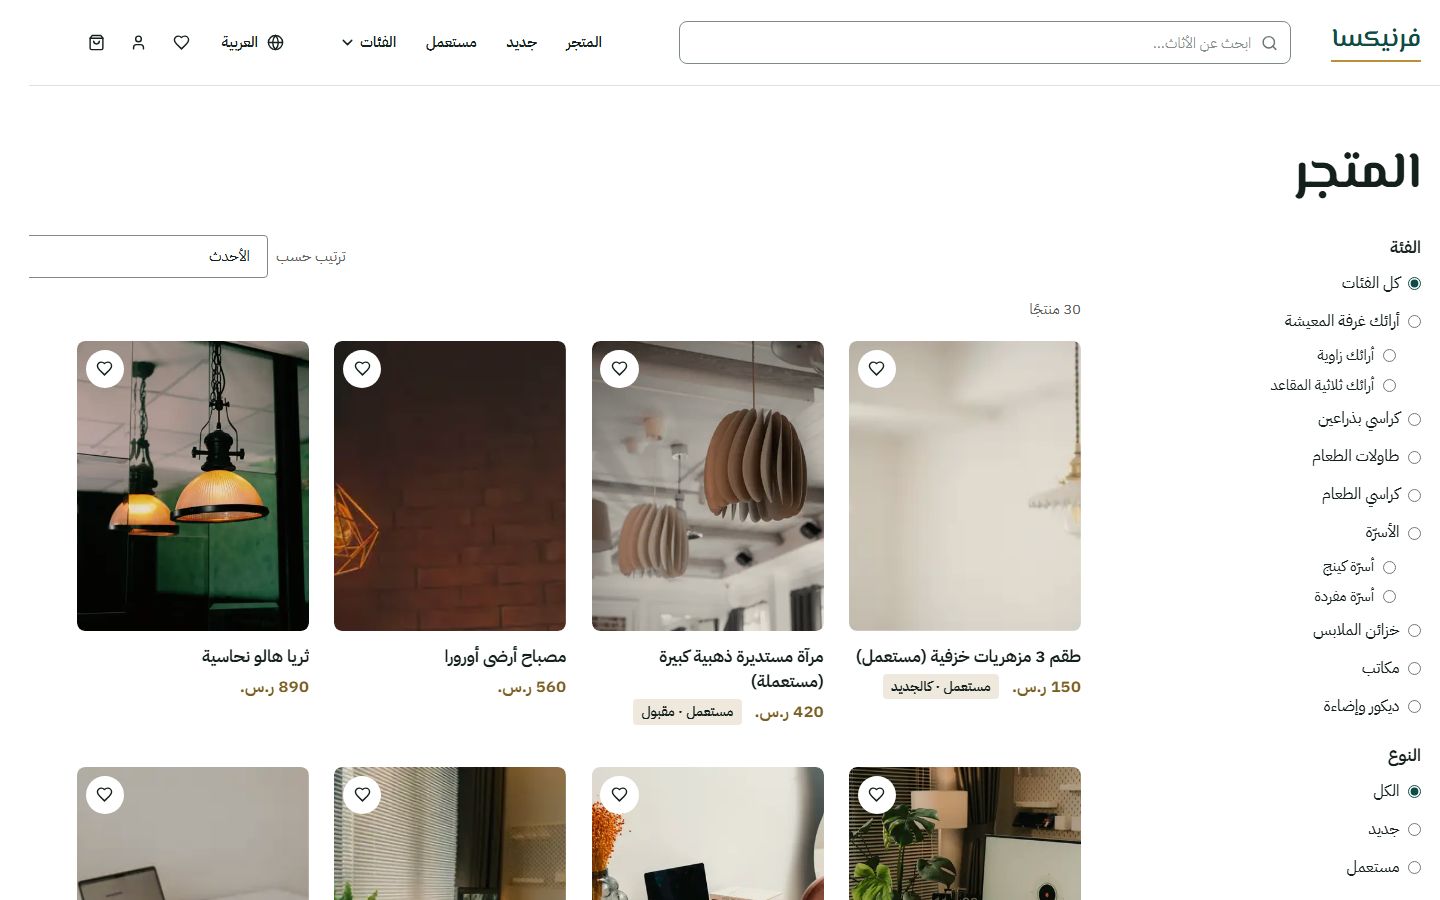 فرنيكسا
ابحث عن الأثاث...
المتجر
جديد
مستعمل
الفئات
العربية
المتجر
ترتيب حسب
الأحدث
30 منتجًا
الفئة
كل الفئات
أرائك غرفة المعيشة
أرائك زاوية
أرائك ثلاثية المقاعد
كراسي بذراعين
طاولات الطعام
كراسي الطعام
الأسرّة
أسرّة كينج
أسرّة مفردة
خزائن الملابس
مكاتب
ديكور وإضاءة
النوع
الكل
جديد
مستعمل
طقم 3 مزهريات خزفية (مستعمل)
150 ر.س.
مستعمل · كالجديد
مرآة مستديرة ذهبية كبيرة
(مستعملة)
420 ر.س.
مستعمل · مقبول
مصباح أرضي أورورا
560 ر.س.
ثريا هالو نحاسية
890 ر.س.